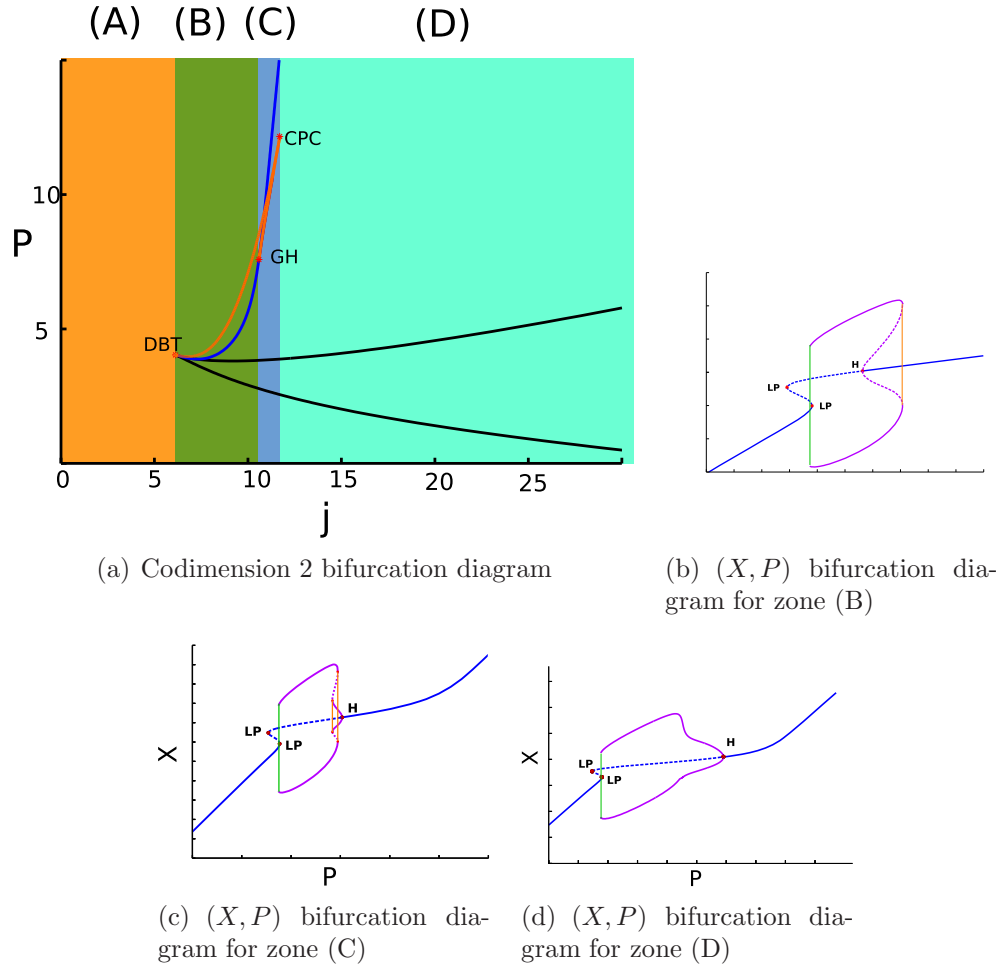 (A) (B) (C) (D)
CPC
10
P
GH
5
DBT
0 5 10 15 20 25
j
H
LP
LP
(a) Codimension 2 bifurcation diagram
(b) (X, P) bifurcation dia-
gram for zone (B)
X
H
LP
LP
P
X
H
LP
LP
P
(c) (X, P) bifurcation dia-
gram for zone (C)
(d) (X, P) bifurcation dia-
gram for zone (D)